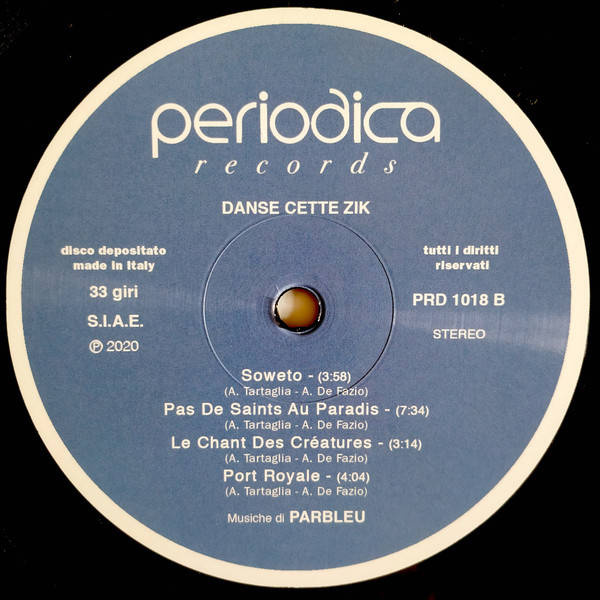 periodica
records
DANSE CETTE ZIK
disco depositato
made in Italy
33 giri
S.I.A.E.
℗ 2020
tutti i diritti
riservati
PRD 1018 B
STEREO
Soweto - (3:58)
(A. Tartaglia - A. De Fazio)
Pas De Saints Au Paradis - (7:34)
(A. Tartaglia - A. De Fazio)
Le Chant Des Créatures - (3:14)
(A. Tartaglia - A. De Fazio)
Port Royale - (4:04)
(A. Tartaglia - A. De Fazio)
Musiche di PARBLEU